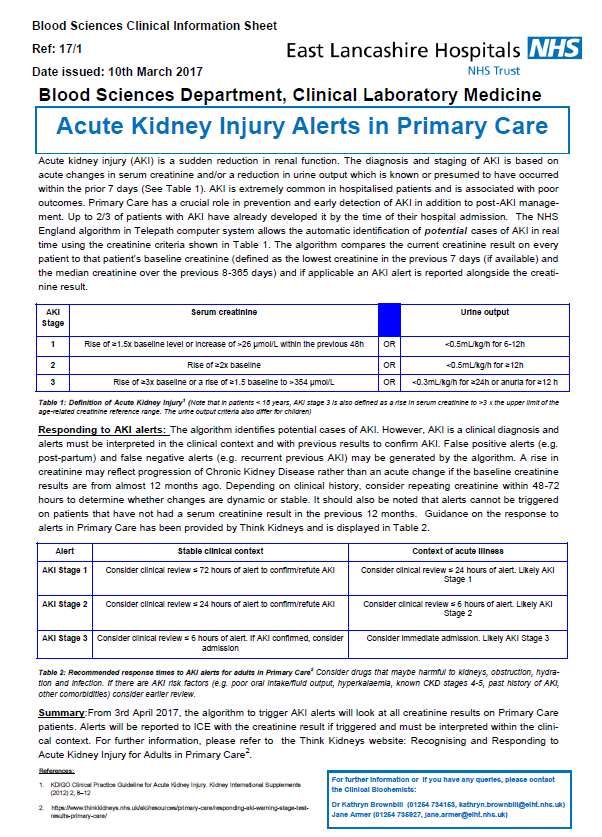 Blood Sciences Clinical Information Sheet
Ref: 17/1
East Lancashire Hospitals NHS
NHS Trust
Date issued: 10th March 2017
Blood Sciences Department, Clinical Laboratory Medicine
Acute Kidney Injury Alerts in Primary Care
Acute kidney injury (AKI) is a sudden reduction in renal function. The diagnosis and staging of AKI is based on
acute changes in serum creatinine and/or a reduction in urine output which is known or presumed to have occurred
within the prior 7 days (See Table 1). AKI is extremely common in hospitalised patients and is associated with poor
outcomes. Primary Care has a crucial role in prevention and early detection of AKI in addition to post-AKI manage-
ment. Up to 2/3 of patients with AKI have already developed it by the time of their hospital admission. The NHS
England algorithm in Telepath computer system allows the automatic identification of potential cases of AKI in real
time using the creatinine criteria shown in Table 1. The algorithm compares the current creatinine result on every
patient to that patient's baseline creatinine (defined as the lowest creatinine in the previous 7 days (if available) and
the median creatinine over the previous 8-365 days) and if applicable an AKI alert is reported alongside the creati-
nine result.
AKI Stage Serum creatinine Urine output
1 Rise of ≥1.5x baseline level or increase of >26 µmol/L within the previous 48h OR <0.5mL/kg/h for 6-12h
2 Rise of ≥2x baseline OR <0.5mL/kg/h for ≥12h
3 Rise of ≥3x baseline or a rise of ≥1.5 baseline to >354 µmol/L OR <0.3mL/kg/h for ≥24h or anuria for ≥12 h
Table 1: Definition of Acute Kidney Injury1 (Note that in patients < 18 years, AKI stage 3 is also defined as a rise in serum creatinine to >3 x the upper limit of the
age-related creatinine reference range. The urine output criteria also differ for children)
Responding to AKI alerts: The algorithm identifies potential cases of AKI. However, AKI is a clinical diagnosis and
alerts must be interpreted in the clinical context and with previous results to confirm AKI. False positive alerts (e.g.
post-partum) and false negative alerts (e.g. recurrent previous AKI) may be generated by the algorithm. A rise in
creatinine may reflect progression of Chronic Kidney Disease rather than an acute change if the baseline creatinine
results are from almost 12 months ago. Depending on clinical history, consider repeating creatinine within 48-72
hours to determine whether changes are dynamic or stable. It should also be noted that alerts cannot be triggered
on patients that have not had a serum creatinine result in the previous 12 months. Guidance on the response to
alerts in Primary Care has been provided by Think Kidneys and is displayed in Table 2.
Alert Stable clinical context Context of acute illness
AKI Stage 1 Consider clinical review ≤ 72 hours of alert to confirm/refute AKI Consider clinical review ≤ 24 hours of alert. Likely AKI
Stage 1
AKI Stage 2 Consider clinical review ≤ 24 hours of alert to confirm/refute AKI Consider clinical review ≤ 6 hours of alert. Likely AKI
Stage 2
AKI Stage 3 Consider clinical review ≤ 6 hours of alert. If AKI confirmed, consider
admission Consider immediate admission. Likely AKI Stage 3
Table 2: Recommended response times to AKI alerts for adults in Primary Care2 Consider drugs that maybe harmful to kidneys, obstruction, hydra-
tion and infection. If there are AKI risk factors (e.g. poor oral intake/fluid output, hyperkalaemia, known CKD stages 4-5, past history of AKI,
other comorbidities) consider earlier review.
Summary:From 3rd April 2017, the algorithm to trigger AKI alerts will look at all creatinine results on Primary Care
patients. Alerts will be reported to ICE with the creatinine result if triggered and must be interpreted within the clini-
cal context. For further information, please refer to the Think Kidneys website: Recognising and Responding to
Acute Kidney Injury for Adults in Primary Care2.
References:
1. KDIGO Clinical Practice Guideline for Acute Kidney Injury. Kidney International Supplements
(2012) 2, 8–12
2. https://www.thinkkidneys.nhs.uk/aki/resources/primary-care/responding-aki-warning-stage-test-
results-primary-care/
For further information or if you have any queries, please contact
the Clinical Biochemists:
Dr Kathryn Brownbill (01254 734153, kathryn.brownbill@elht.nhs.uk)
Jane Armer (01254 735927, jane.armer@elht.nhs.uk)